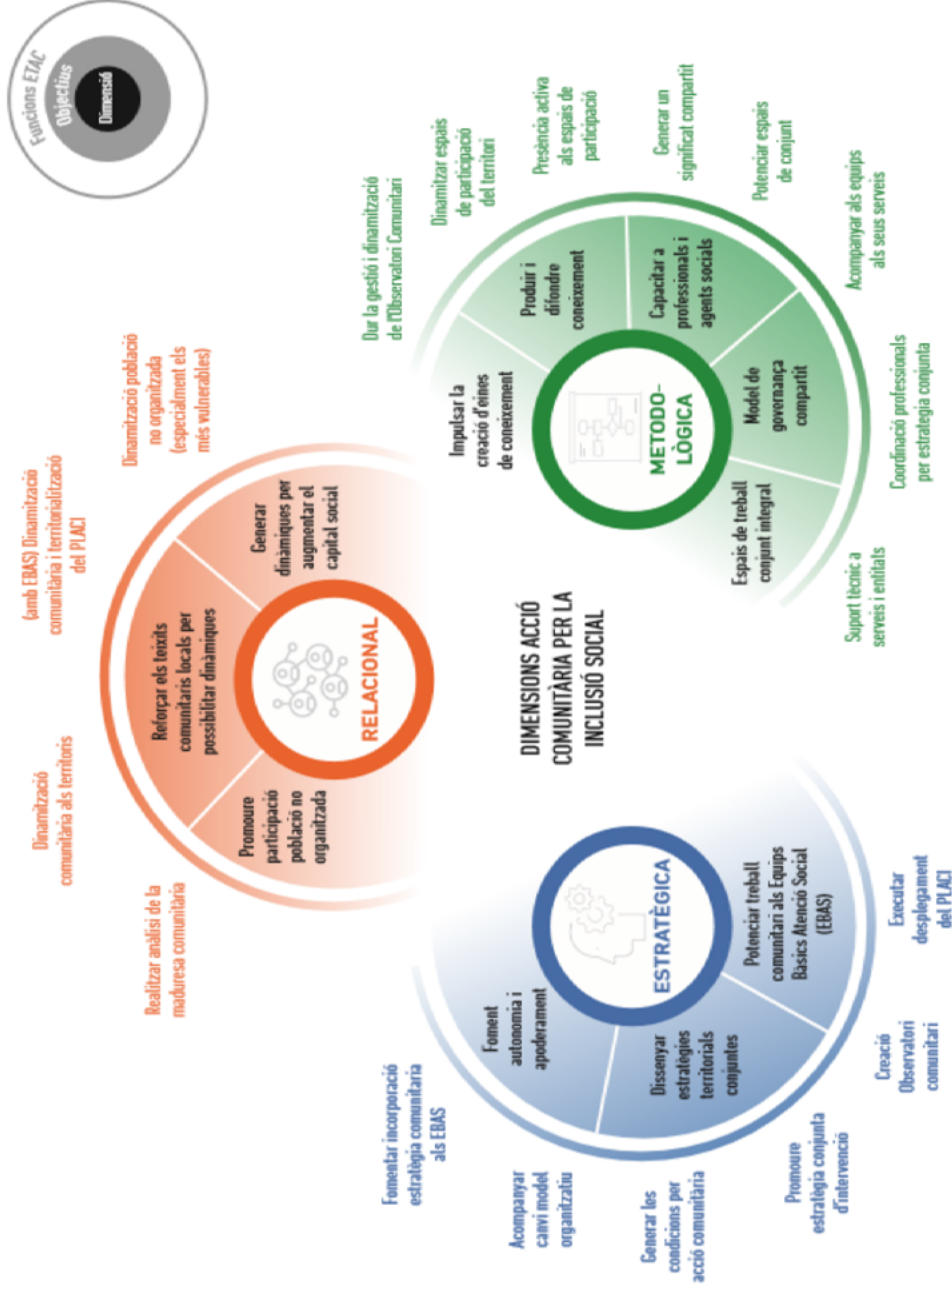 Funcions ETAC
Objectius
Dimensió
Realitzar anàlisi de la
maduresa comunitària
Dinamització
comunitària als territoris
(amb EBAS) Dinamització
comunitària i territorialització
del PLACI
Dinamització població
no organitzada
(especialment els
més vulnerables)
Promoure
participació
població no
organitzada
Reforçar els teixits
comunitaris locals per
possibilitar dinàmiques
Generar
dinàmiques per
augmentar el
capital social
RELACIONAL
DIMENSIONS ACCIÓ
COMUNITÀRIA PER LA
INCLUSIÓ SOCIAL
Fomentar incorporació
estratègia comunitaria
als EBAS
Acompanyar
canvi model
organitzatiu
Generar les
condicions per
acció comunitària
Promoure
estratègia conjunta
d'intervenció
Creació
Observatori
comunitari
Executar
desplegament
del PLACI
Foment
autonomia i
apoderament
Dissenyar
estratègies
territorials
conjuntes
Potenciar treball
comunitari als Equips
Bàsics Atenció Social
(EBAS)
ESTRATÈGICA
Dur la gestió i dinamització
de l'Observatori Comunitari
Dinamitzar espais
de participació
del territori
Presència activa
als espais de
participació
Generar un
significat compartit
Potenciar espais
de conjunt
Acompanyar als equips
als seus serveis
Coordinació professionals
per estratègia conjunta
Suport tècnic a
serveis i entitats
Impulsar la
creació d'eines
de coneixement
Produir i
difondre
coneixement
Capacitar a
professionals i
agents socials
Model de
governança
compartit
Espais de treball
conjunt integral
METODO-
LÒGICA